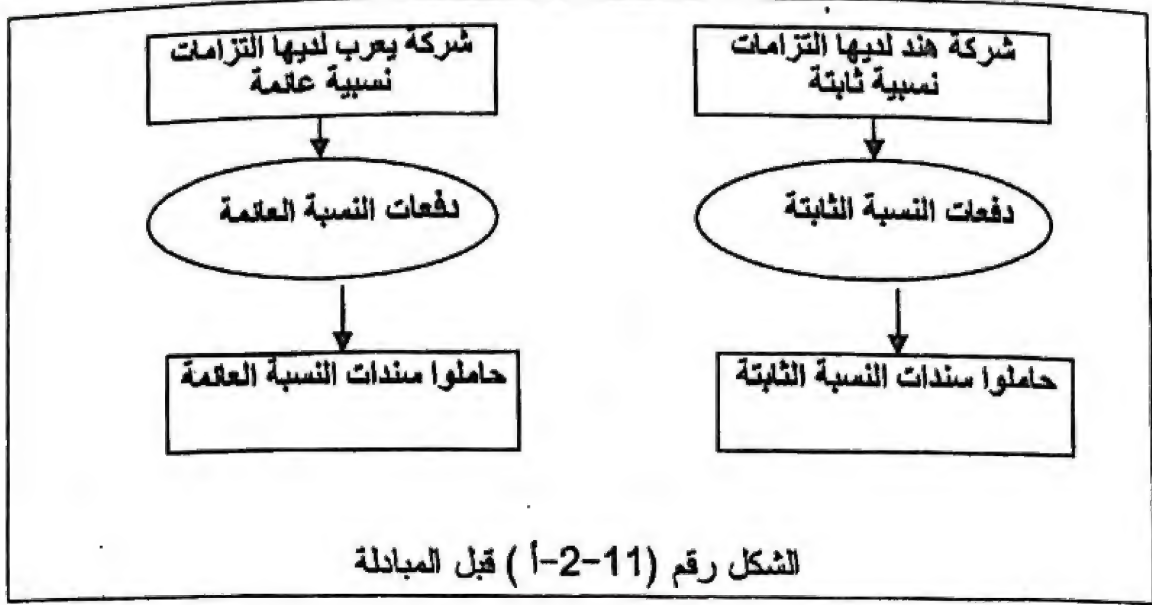 شركة هند لديها التزامات
نسبية ثابتة
دفعات النسبة الثابتة
حاملوا سندات النسبة الثابتة
شركة يعرب لديها التزامات
نسبية عائمة
دفعات النسبة العائمة
حاملوا سندات النسبة العائمة
الشكل رقم (11-2-أ ) قبل المبادلة